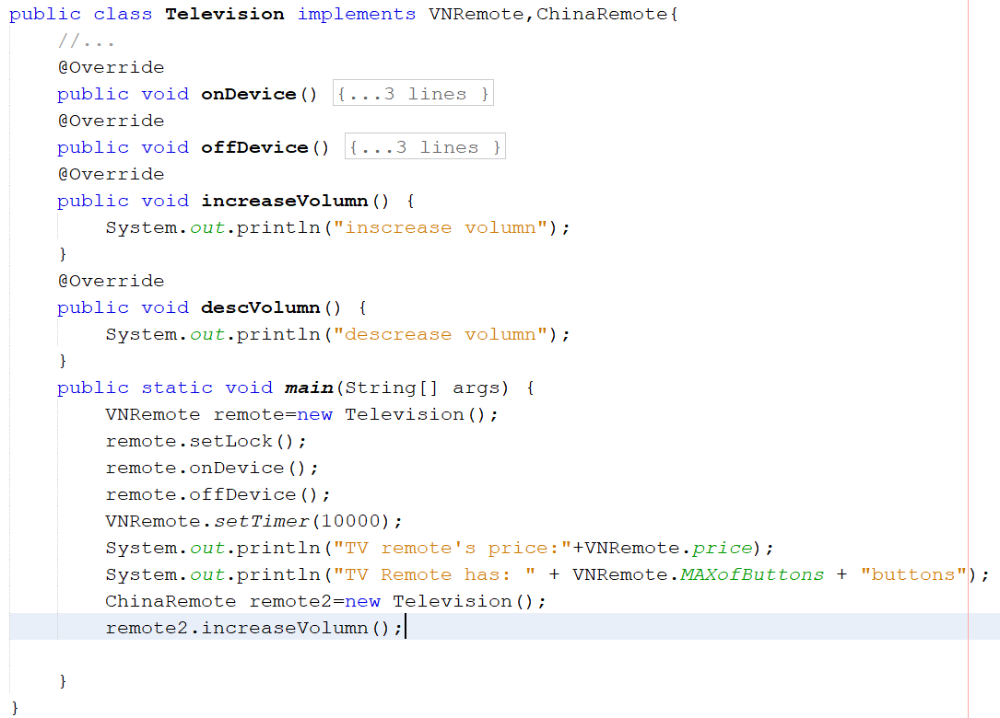 public class Television implements VNRemote,ChinaRemote{
    //...
    @Override
    public void onDevice() {...3 lines }
    @Override
    public void offDevice() {...3 lines }
    @Override
    public void increaseVolumn() {
        System.out.println("inscrease volumn");
    }
    @Override
    public void descVolumn() {
        System.out.println("descrease volumn");
    }
    public static void main(String[] args) {
        VNRemote remote=new Television();
        remote.setLock();
        remote.onDevice();
        remote.offDevice();
        VNRemote.setTimer(10000);
        System.out.println("TV remote's price:"+VNRemote.price);
        System.out.println("TV Remote has: " + VNRemote.MAXofButtons + "buttons");
        ChinaRemote remote2=new Television();
        remote2.increaseVolumn();
    }
}